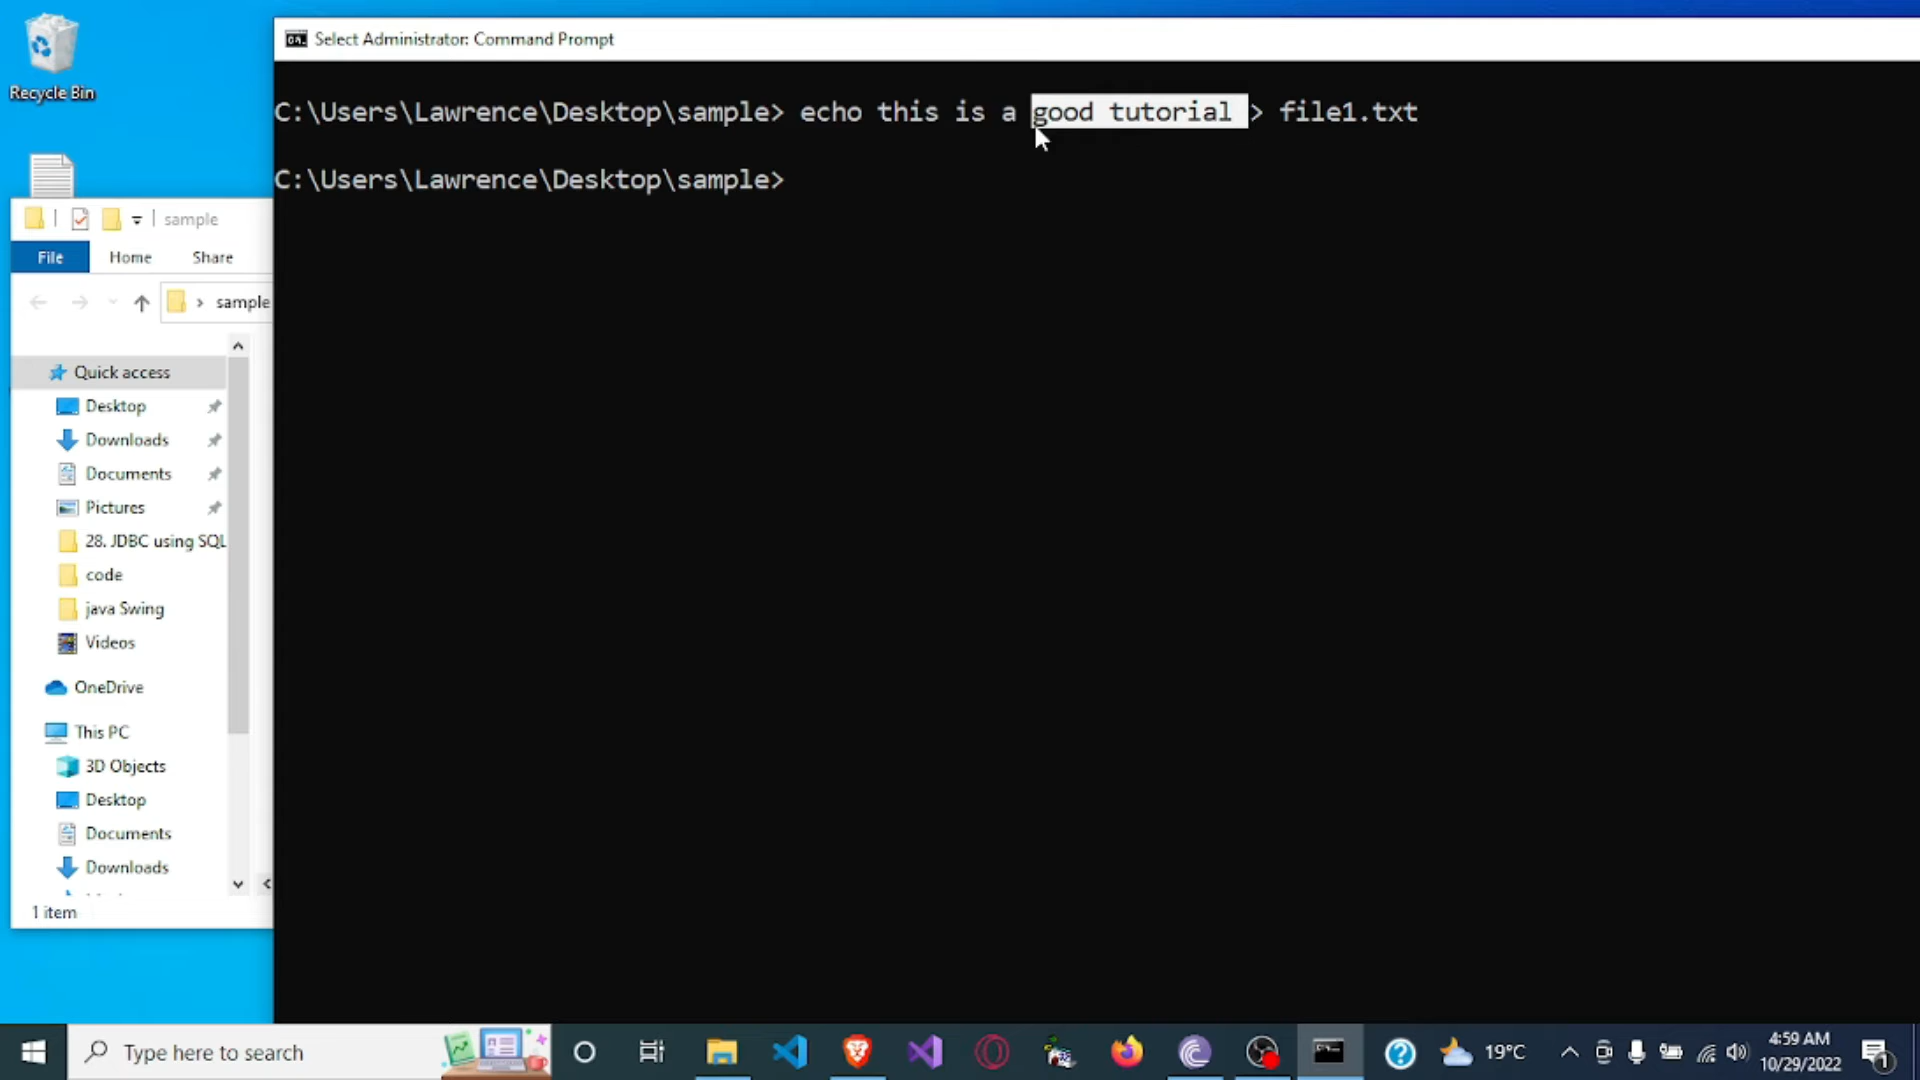 Recycle Bin
Select Administrator: Command Prompt
C:\Users\Lawrence\Desktop\sample> echo this is a good tutorial > file1.txt
C:\Users\Lawrence\Desktop\sample>
sample
File Home Share
sample
Quick access
Desktop
Downloads
Documents
Pictures
28. JDBC using SQL
code
java Swing
Videos
OneDrive
This PC
3D Objects
Desktop
Documents
Downloads
1 item
Type here to search
19°C
4:59 AM
10/29/2022
1